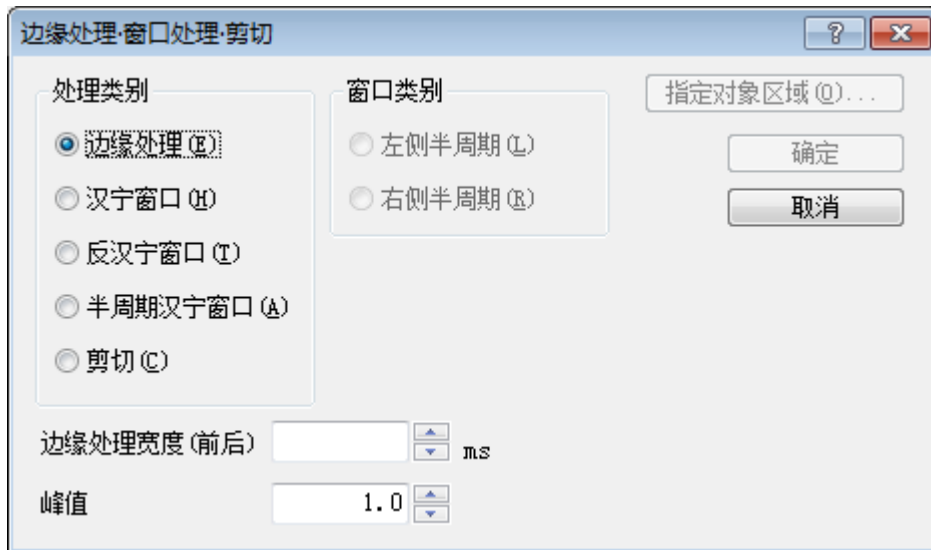 边缘处理·窗口处理·剪切
处理类别
边缘处理(E)
汉宁窗口(H)
反汉宁窗口(T)
半周期汉宁窗口(A)
剪切(C)
窗口类别
左侧半周期(L)
右侧半周期(R)
指定对象区域(O)...
确定
取消
边缘处理宽度(前后) ms
峰值 1.0